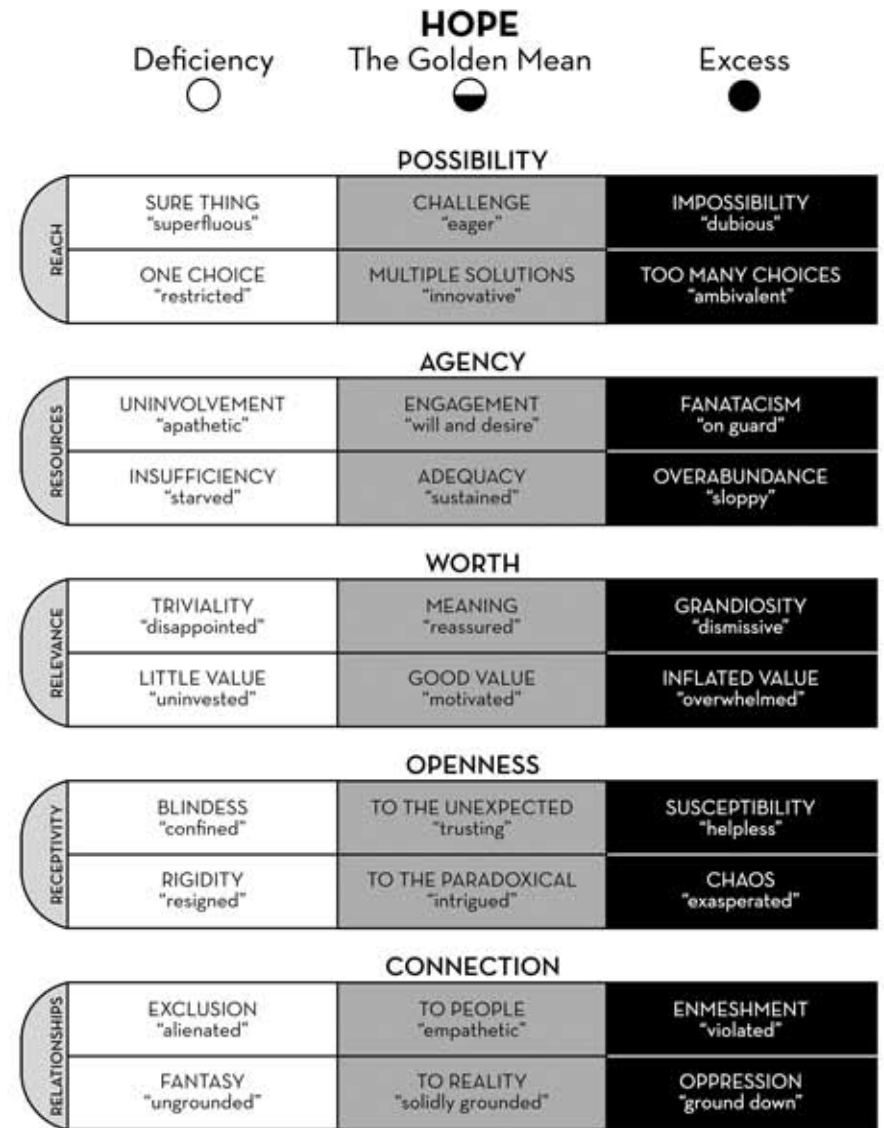 HOPE
Deficiency The Golden Mean Excess
POSSIBILITY
REACH
SURE THING CHALLENGE IMPOSSIBILITY
"superfluous" "eager" "dubious"
ONE CHOICE MULTIPLE SOLUTIONS TOO MANY CHOICES
"restricted" "innovative" "ambivalent"
AGENCY
RESOURCES
UNINVOLVEMENT ENGAGEMENT FANATACISM
"apathetic" "will and desire" "on guard"
INSUFFICIENCY ADEQUACY OVERABUNDANCE
"starved" "sustained" "sloppy"
WORTH
RELEVANCE
TRIVIALITY MEANING GRANDIOSITY
"disappointed" "reassured" "dismissive"
LITTLE VALUE GOOD VALUE INFLATED VALUE
"uninvested" "motivated" "overwhelmed"
OPENNESS
RECEPTIVITY
BLINDESS TO THE UNEXPECTED SUSCEPTIBILITY
"confined" "trusting" "helpless"
RIGIDITY TO THE PARADOXICAL CHAOS
"resigned" "intrigued" "exasperated"
CONNECTION
RELATIONSHIPS
EXCLUSION TO PEOPLE ENMESHMENT
"alienated" "empathetic" "violated"
FANTASY TO REALITY OPPRESSION
"ungrounded" "solidly grounded" "ground down"